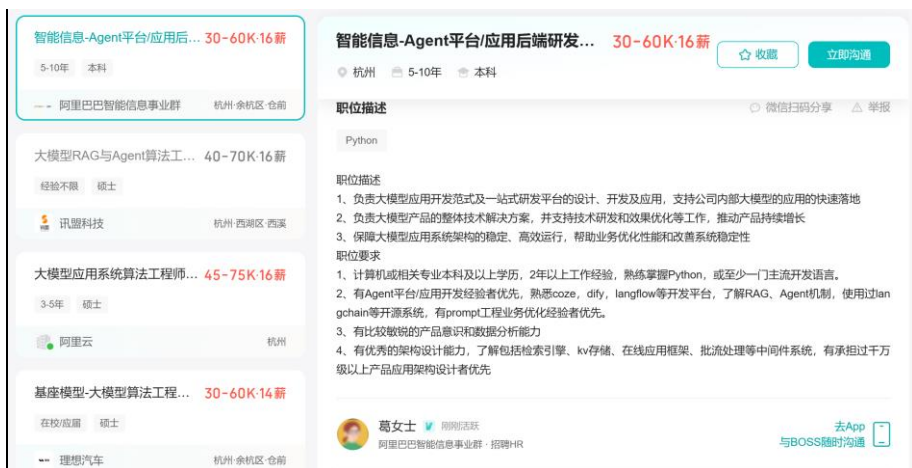 智能信息-Agent平台/应用后... 30-60K·16薪
5-10年 本科
阿里巴巴智能信息事业群 杭州·余杭区·仓前
大模型RAG与Agent算法工... 40-70K·16薪
经验不限 硕士
讯盟科技 杭州·西湖区·西溪
大模型应用系统算法工程师... 45-75K·16薪
3-5年 硕士
阿里云 杭州
基座模型-大模型算法工程... 30-60K·14薪
在校/应届 硕士
理想汽车 杭州·余杭区·仓前
智能信息-Agent平台/应用后端研发... 30-60K·16薪
收藏 立即沟通
杭州 5-10年 本科
职位描述 微信扫码分享 举报
Python
职位描述
1、负责大模型应用开发范式及一站式研发平台的设计、开发及应用，支持公司内部大模型的应用的快速落地
2、负责大模型产品的整体技术解决方案，并支持技术研发和效果优化等工作，推动产品持续增长
3、保障大模型应用系统架构的稳定、高效运行，帮助业务优化性能和改善系统稳定性
职位要求
1、计算机或相关专业本科及以上学历，2年以上工作经验，熟练掌握Python，或至少一门主流开发语言。
2、有Agent平台/应用开发经验者优先，熟悉coze，dify，langflow等开发平台，了解RAG、Agent机制，使用过lan
gchain等开源系统，有prompt工程业务优化经验者优先。
3、有比较敏锐的产品意识和数据分析能力
4、有优秀的架构设计能力，了解包括检索引擎、kv存储、在线应用框架、批流处理等中间件系统，有承担过千万
级以上产品应用架构设计者优先
葛女士 刚刚活跃
阿里巴巴智能信息事业群·招聘HR
去App
与BOSS随时沟通